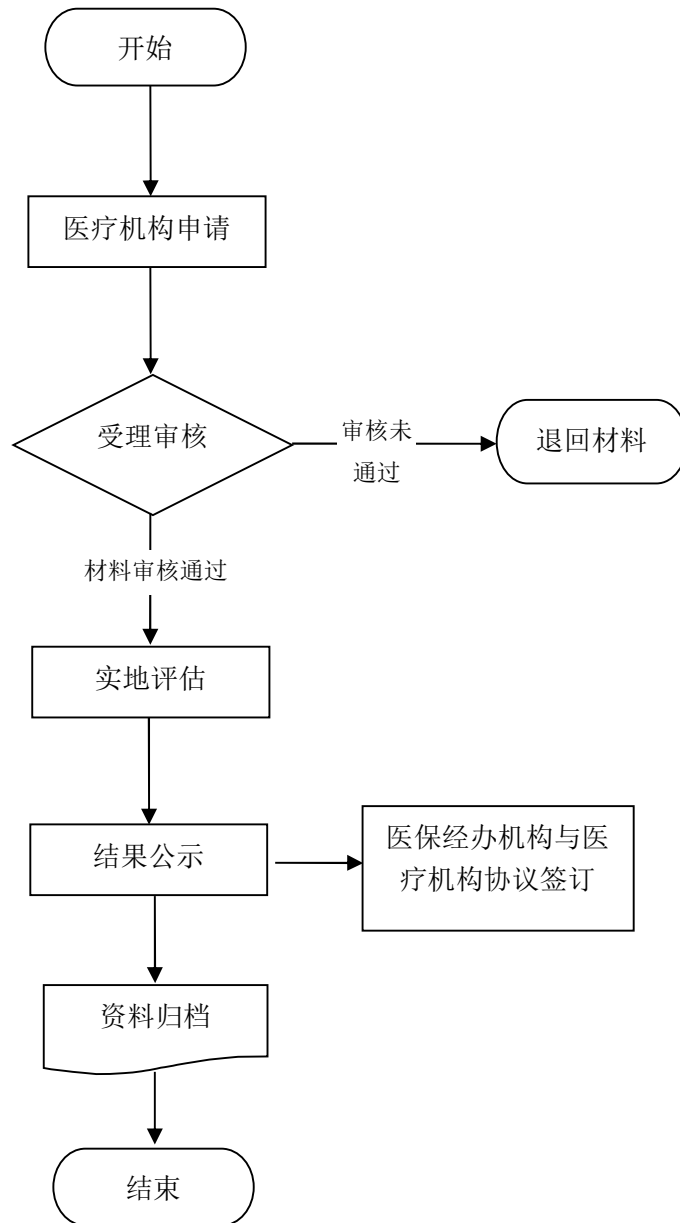 开始
医疗机构申请
受理审核
审核未
通过
退回材料
材料审核通过
实地评估
结果公示
医保经办机构与医
疗机构协议签订
资料归档
结束